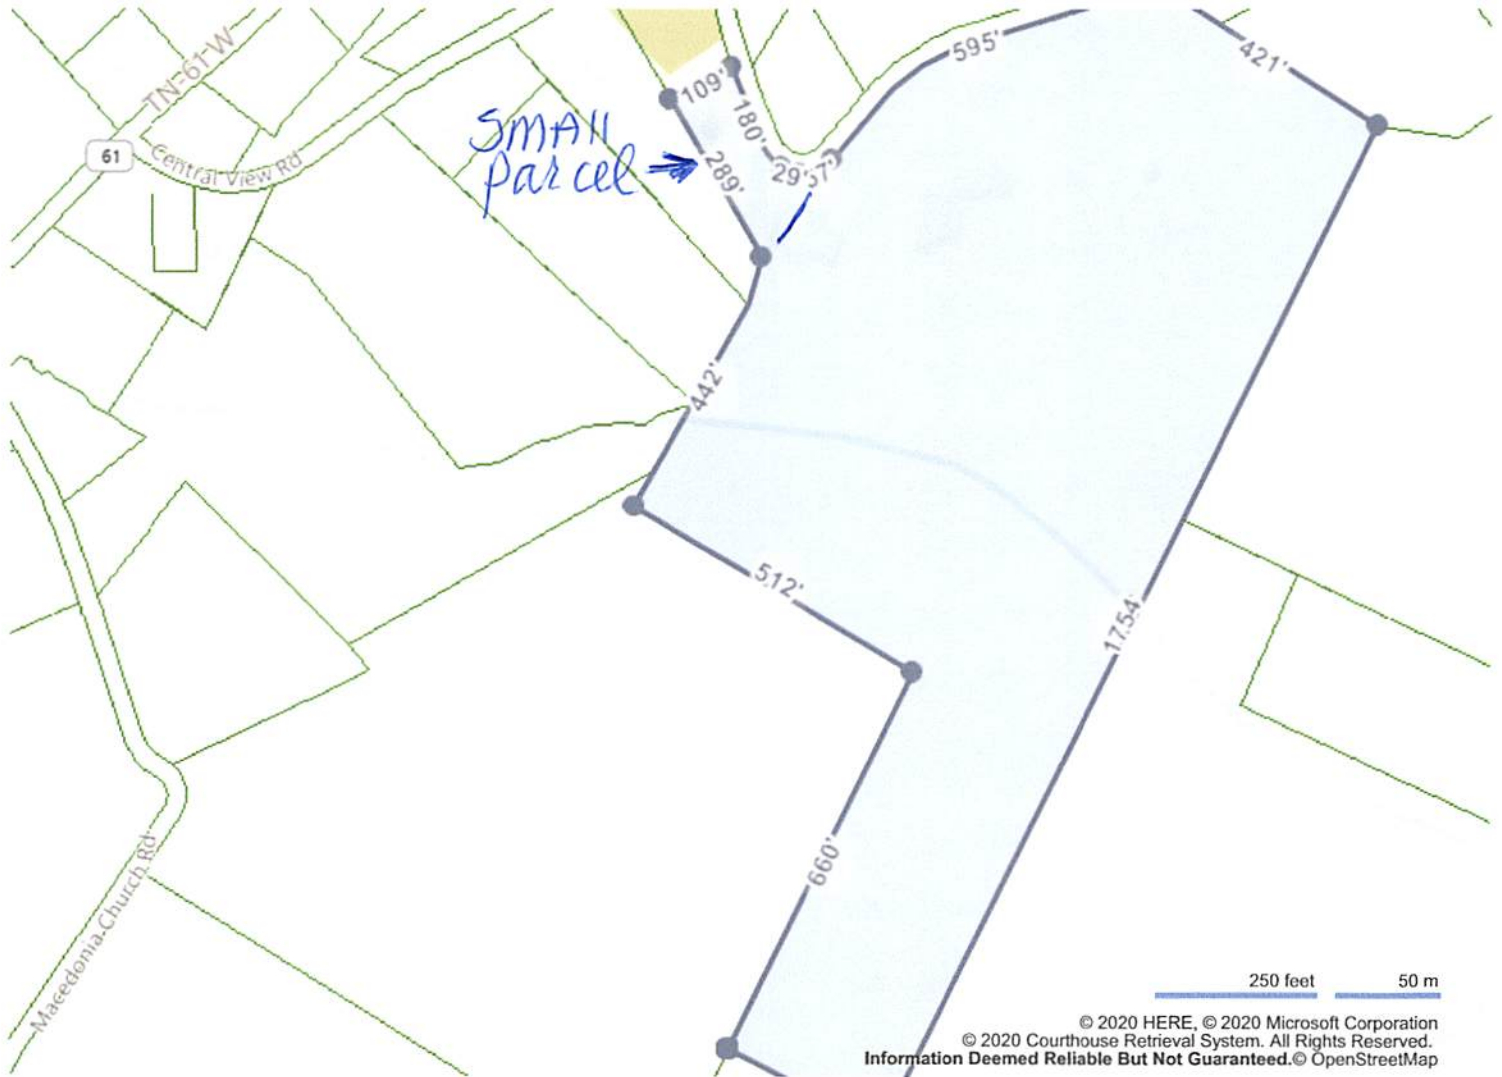 TN-61 W
595'
421'
109'
180'
SMAll
parcel
61
Central View Rd
289'
29'
442'
512'
1754'
660'
Macedonia Church Rd
250 feet
50 m
© 2020 HERE, © 2020 Microsoft Corporation
© 2020 Courthouse Retrieval System. All Rights Reserved.
Information Deemed Reliable But Not Guaranteed.© OpenStreetMap